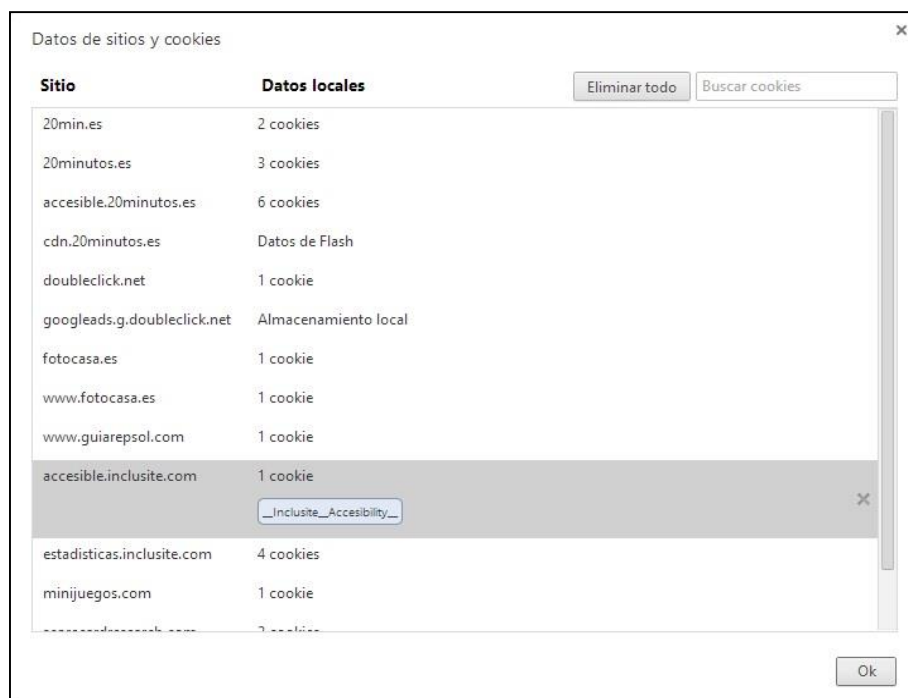 Datos de sitios y cookies
Sitio Datos locales Eliminar todo Buscar cookies
20min.es 2 cookies
20minutos.es 3 cookies
accesible.20minutos.es 6 cookies
cdn.20minutos.es Datos de Flash
doubleclick.net 1 cookie
googleads.g.doubleclick.net Almacenamiento local
fotocasa.es 1 cookie
www.fotocasa.es 1 cookie
www.guiarepsol.com 1 cookie
accesible.inclusite.com 1 cookie
__Inclusite__Accesibility__
estadisticas.inclusite.com 4 cookies
minijuegos.com 1 cookie
Ok